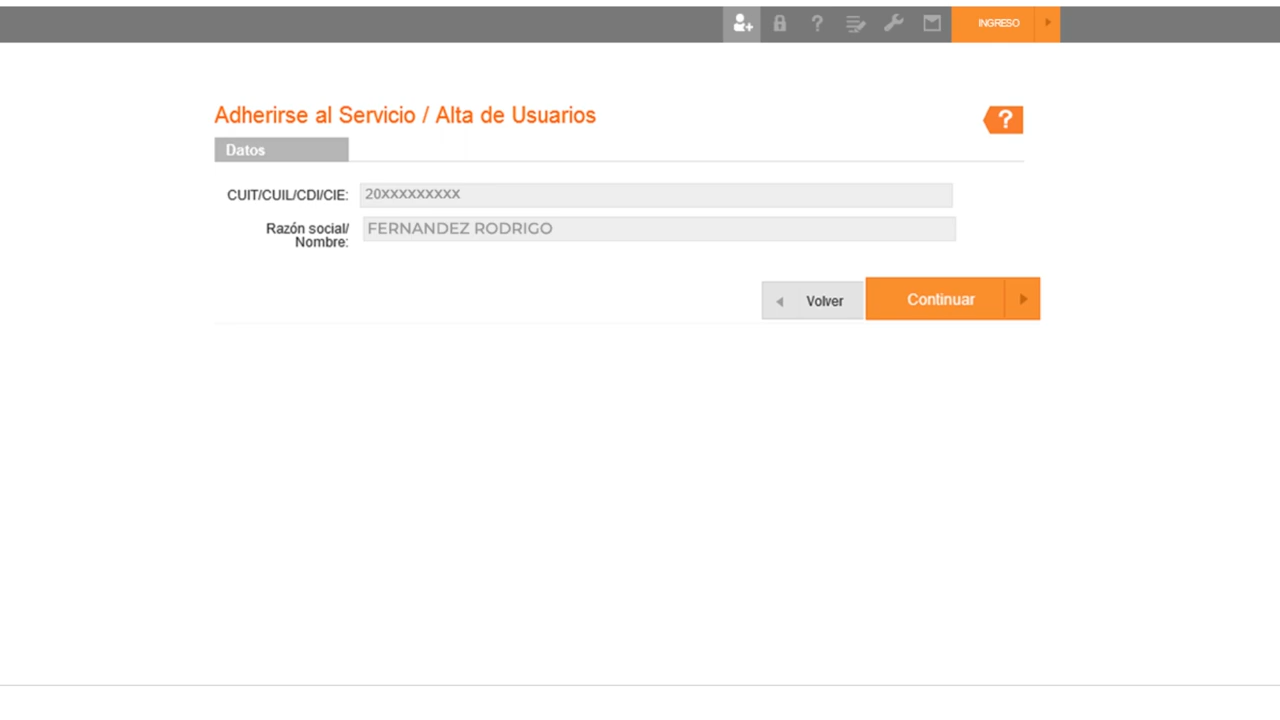 INGRESO
Adherirse al Servicio / Alta de Usuarios
?
Datos
CUIT/CUIL/CDI/CIE: 20XXXXXXXXX
Razón social/ FERNANDEZ RODRIGO
Nombre:
Volver Continuar